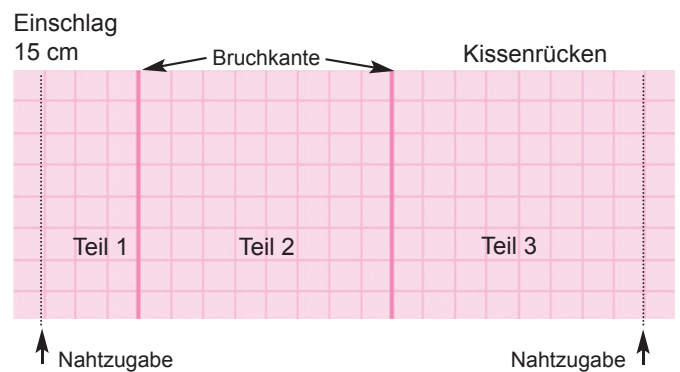 Einschlag
15 cm
Bruchkante
Kissenrücken
Teil 1
Teil 2
Teil 3
Nahtzugabe
Nahtzugabe